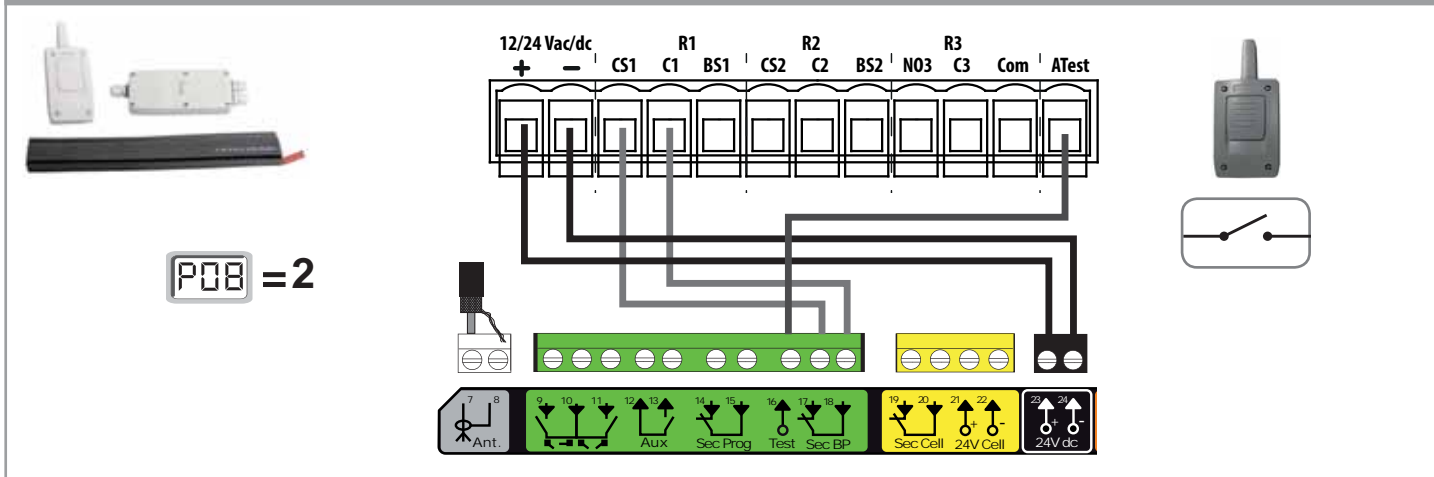 12/24 Vac/dc R1 R2 R3
+ − CS1 C1 BS1 CS2 C2 BS2 NO3 C3 Com ATest
P08 = 2
7 8 9 10 11 12 13 14 15 16 17 18 19 20 21 22 23 24
+ - + -
Ant. Aux Sec Prog Test Sec BP Sec Cell 24V Cell 24V dc